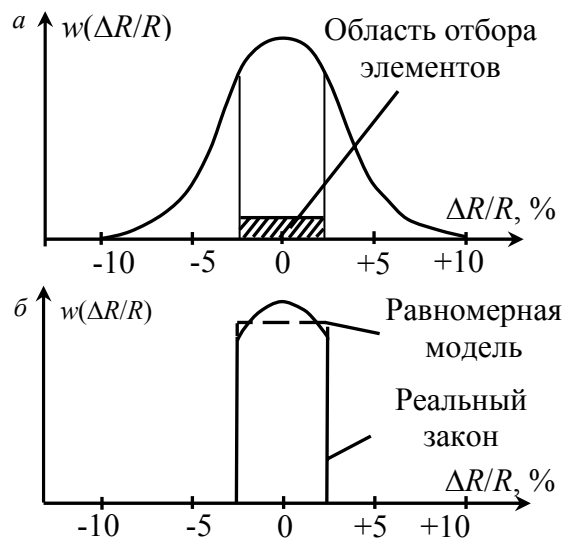 а
w(ΔR/R)
Область отбора
элементов
ΔR/R, %
-10 -5 0 +5 +10
б
w(ΔR/R)
Равномерная
модель
Реальный
закон
ΔR/R, %
-10 -5 0 +5 +10